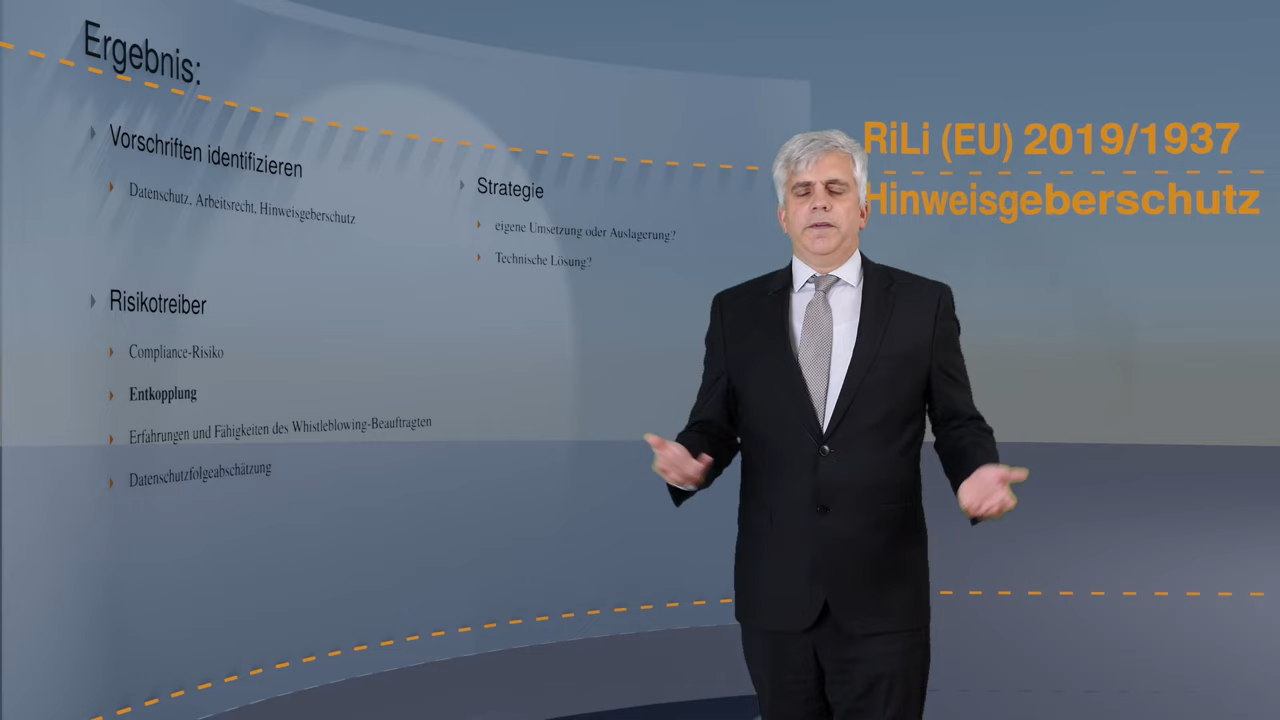 Ergebnis:
Vorschriften identifizieren
Datenschutz, Arbeitsrecht, Hinweisgeberschutz
Risikotreiber
Compliance-Risiko
Entkopplung
Erfahrungen und Fähigkeiten des Whistleblowing-Beauftragten
Datenschutzfolgeabschätzung
Strategie
eigene Umsetzung oder Auslagerung?
Technische Lösung?
RiLi (EU) 2019/1937
Hinweisgeberschutz